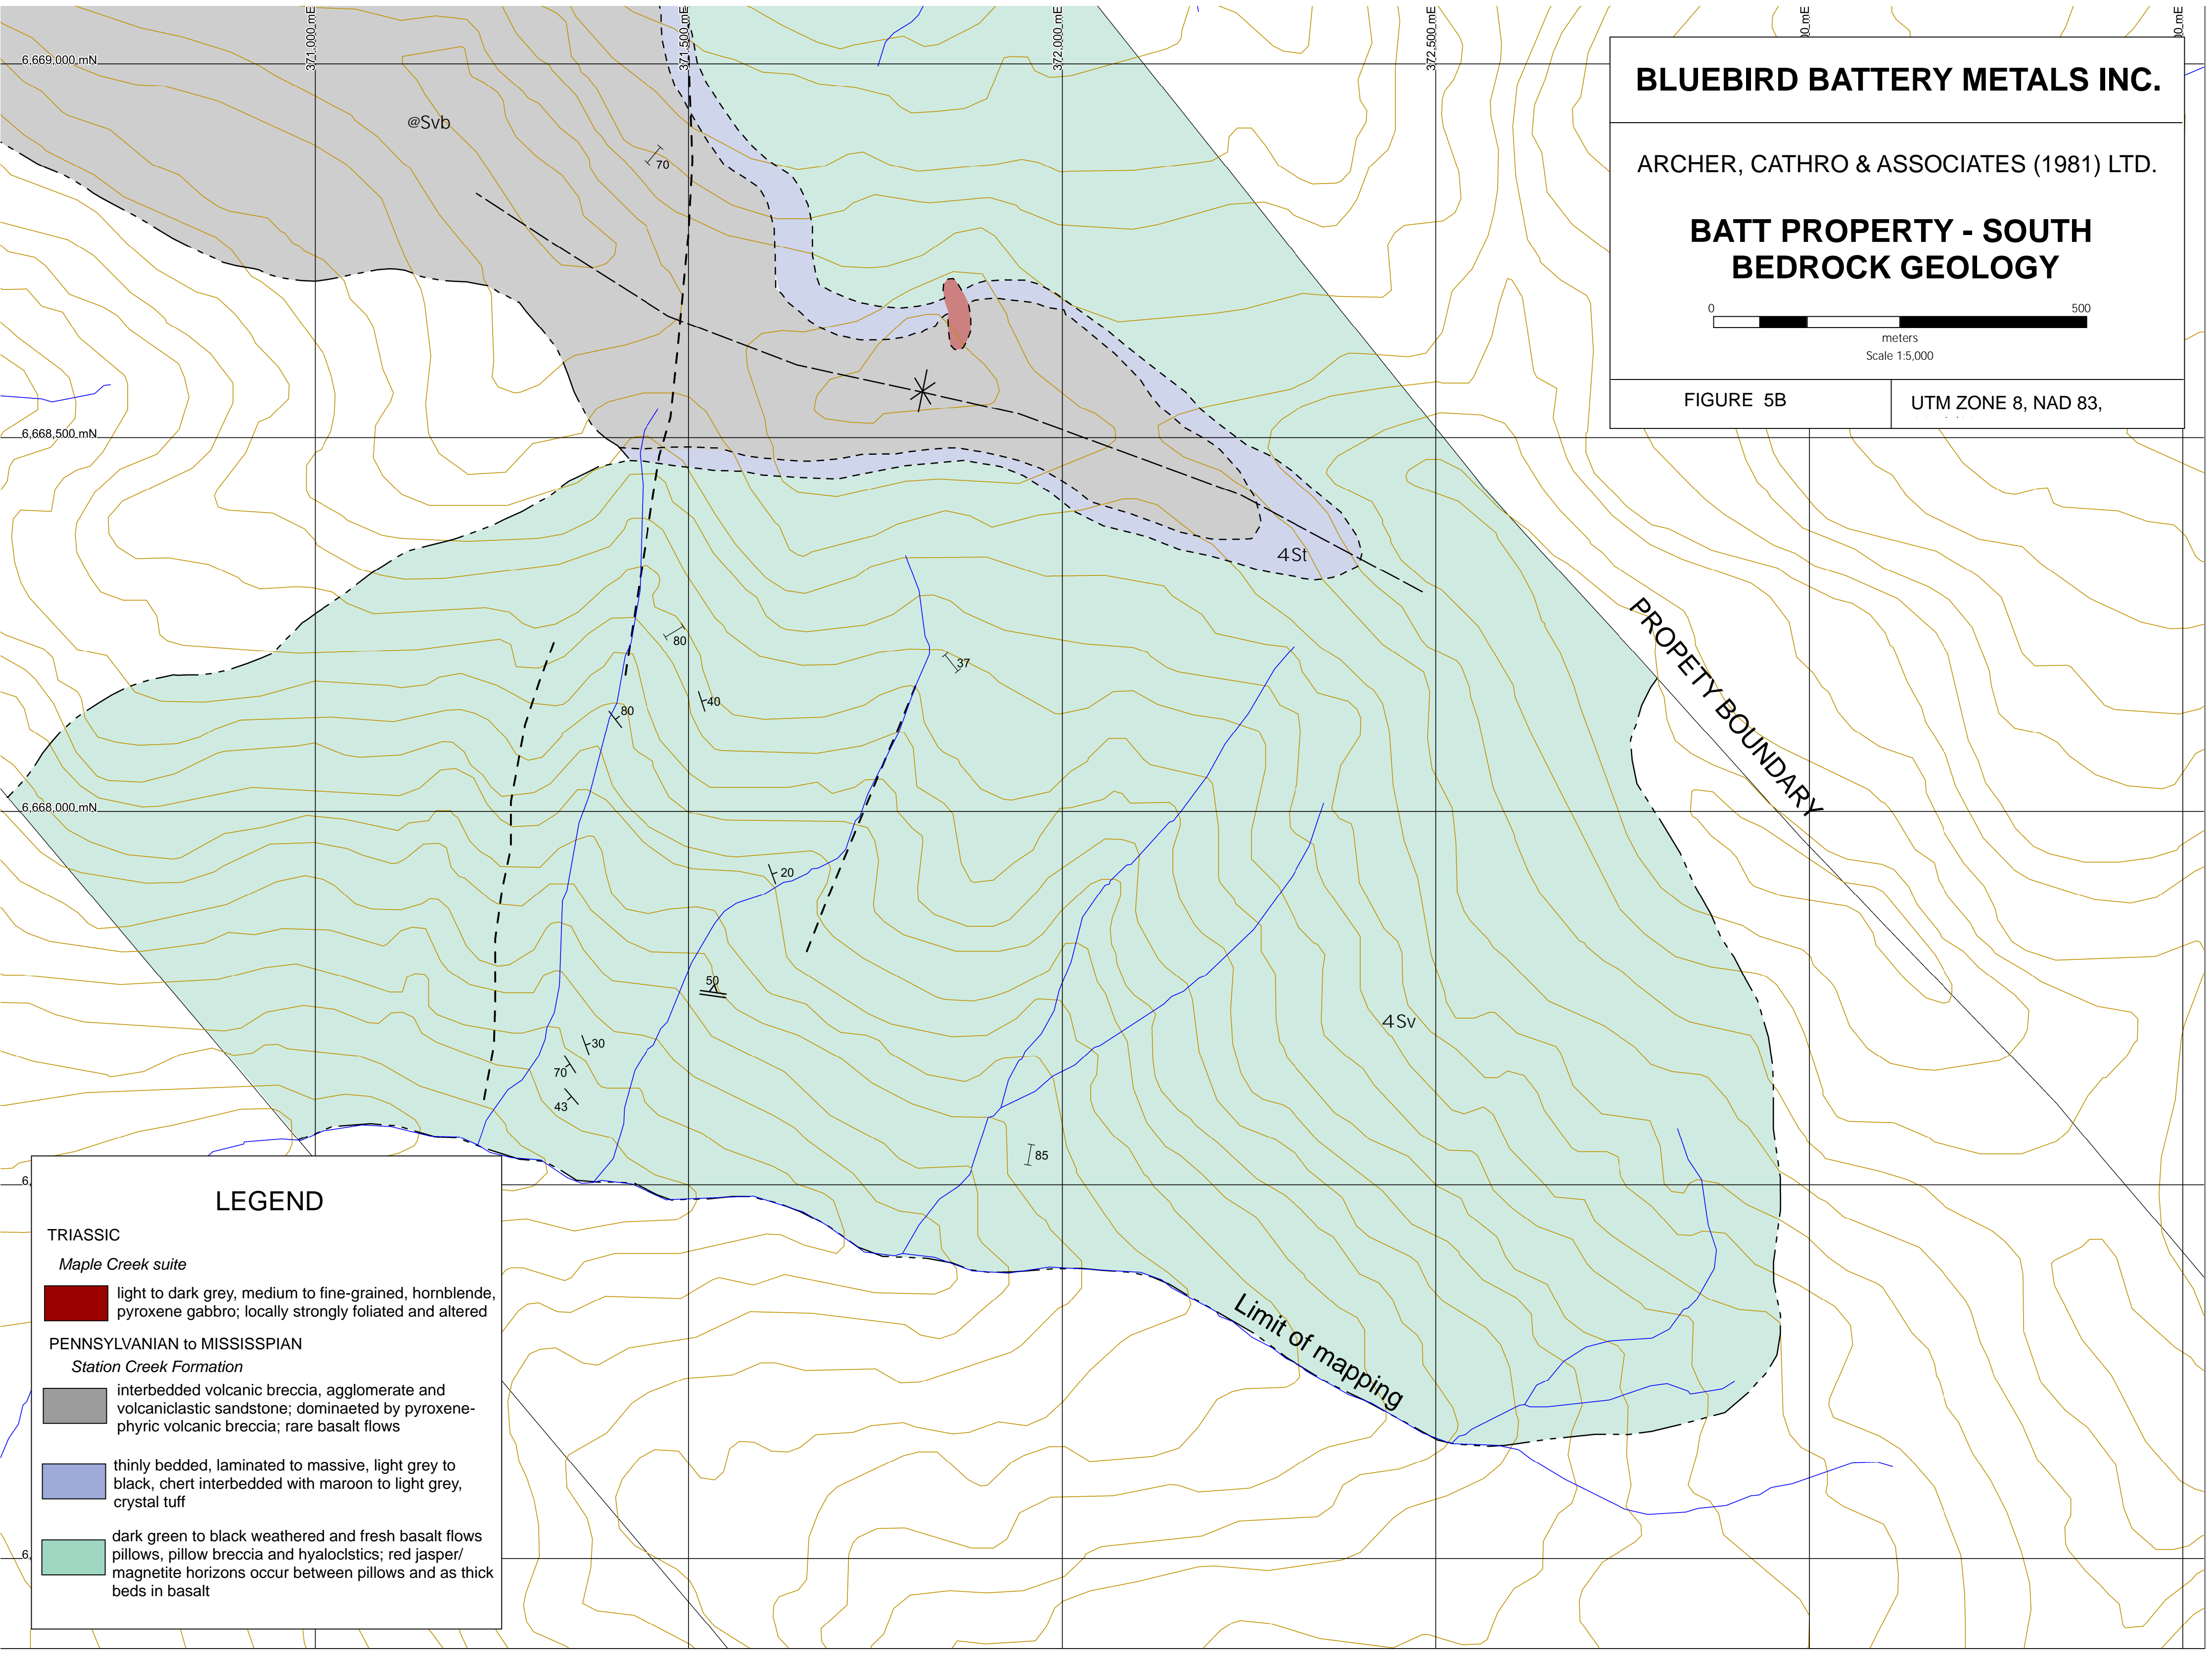 371,000 mE
371,500 mE
372,000 mE
372,500 mE
6,669,000 mN
@Svb
70
BLUEBIRD BATTERY METALS INC.
ARCHER, CATHRO & ASSOCIATES (1981) LTD.
BATT PROPERTY - SOUTH
BEDROCK GEOLOGY
0 500
meters
Scale 1:5,000
FIGURE 5B
UTM ZONE 8, NAD 83,
6,668,500 mN
4St
80
37
40
80
PROPETY BOUNDARY
6,668,000 mN
20
50
4Sv
30
70
43
85
Limit of mapping
LEGEND
TRIASSIC
Maple Creek suite
light to dark grey, medium to fine-grained, hornblende,
pyroxene gabbro; locally strongly foliated and altered
PENNSYLVANIAN to MISSISSPIAN
Station Creek Formation
interbedded volcanic breccia, agglomerate and
volcaniclastic sandstone; dominaeted by pyroxene-
phyric volcanic breccia; rare basalt flows
thinly bedded, laminated to massive, light grey to
black, chert interbedded with maroon to light grey,
crystal tuff
dark green to black weathered and fresh basalt flows
pillows, pillow breccia and hyaloclstics; red jasper/
magnetite horizons occur between pillows and as thick
beds in basalt